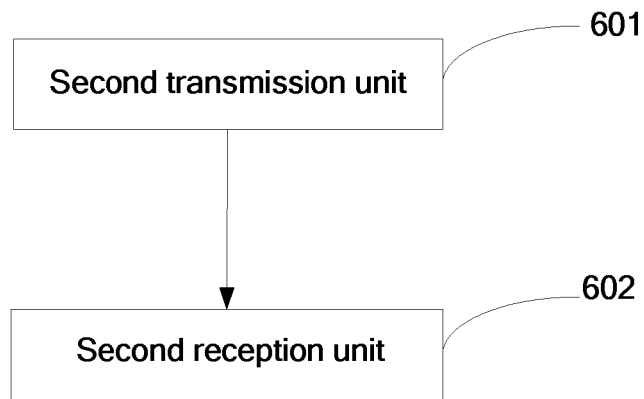 601
Second transmission unit
602
Second reception unit